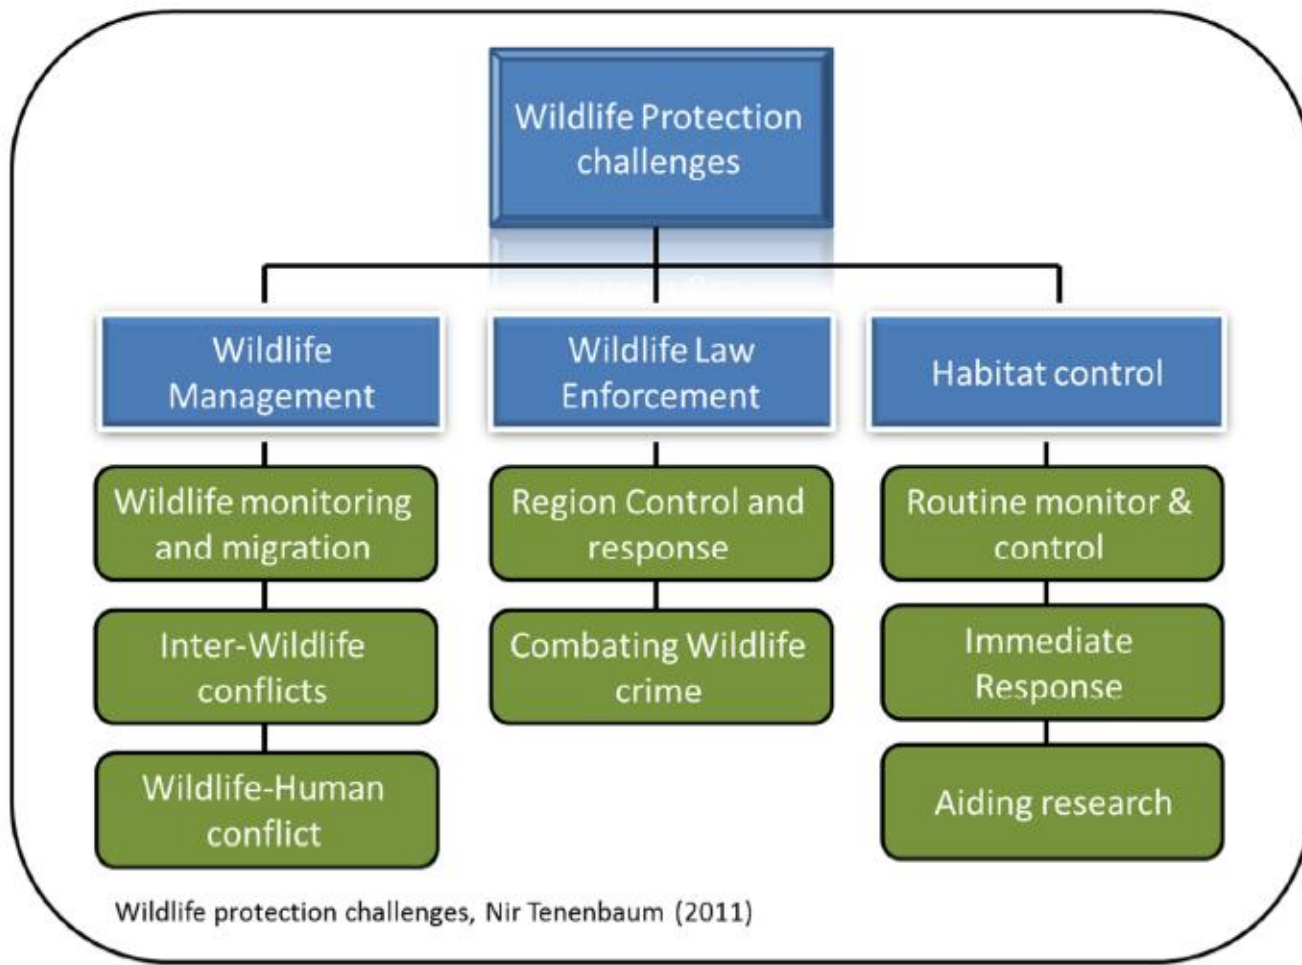 Wildlife Protection
challenges
Wildlife
Management
Wildlife Law
Enforcement
Habitat control
Wildlife monitoring
and migration
Region Control and
response
Routine monitor &
control
Inter-Wildlife
conflicts
Combating Wildlife
crime
Immediate
Response
Wildlife-Human
conflict
Aiding research
Wildlife protection challenges, Nir Tenenbaum (2011)